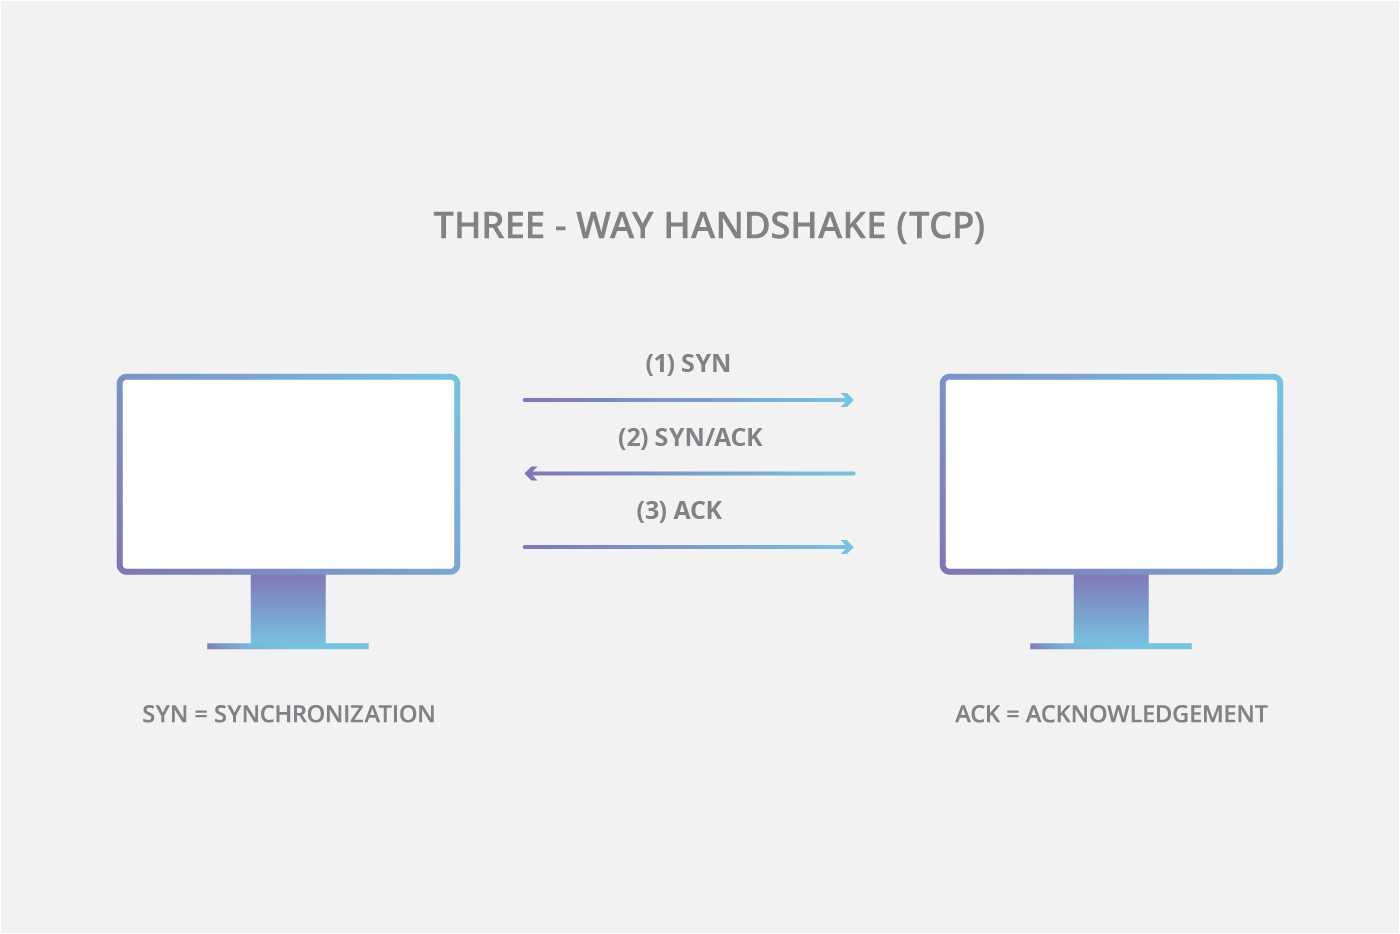 THREE - WAY HANDSHAKE (TCP)
(1) SYN
(2) SYN/ACK
(3) ACK
SYN = SYNCHRONIZATION
ACK = ACKNOWLEDGEMENT